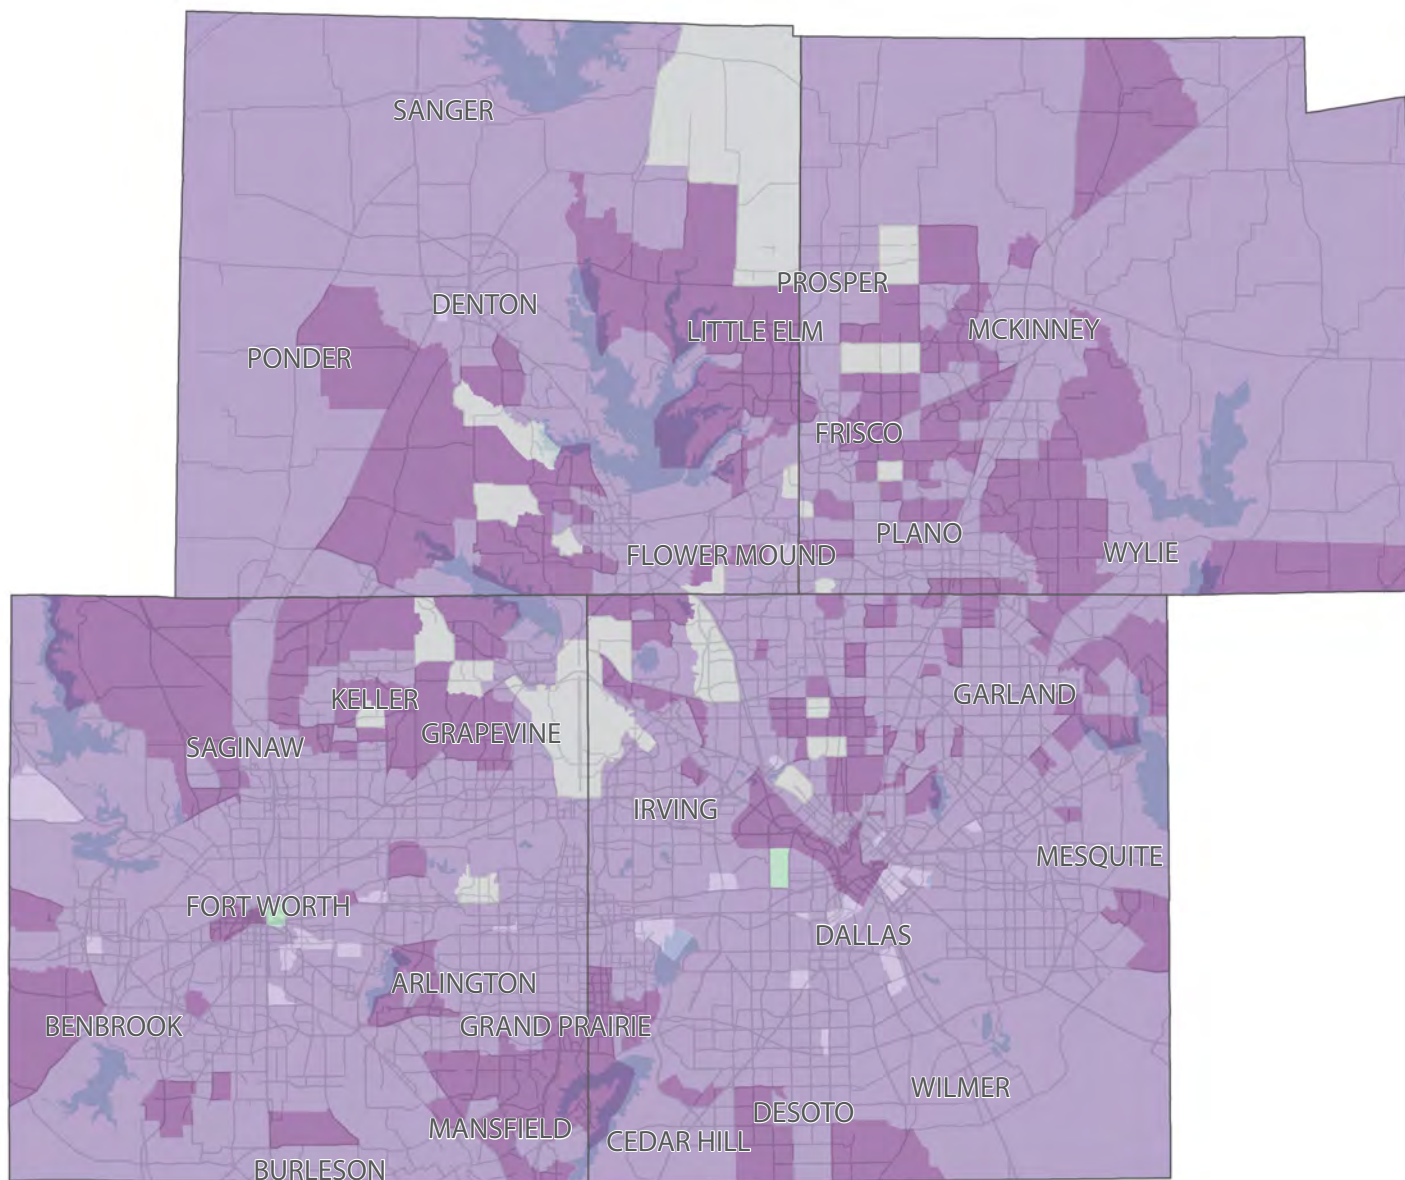 SANGER
PROSPER
DENTON
LITTLE ELM
MCKINNEY
PONDER
FRISCO
PLANO
FLOWER MOUND
WYLIE
KELLER
GARLAND
GRAPEVINE
SAGINAW
IRVING
MESQUITE
FORT WORTH
DALLAS
ARLINGTON
BENBROOK
GRAND PRAIRIE
WILMER
DESOTO
MANSFIELD
CEDAR HILL
BURLESON